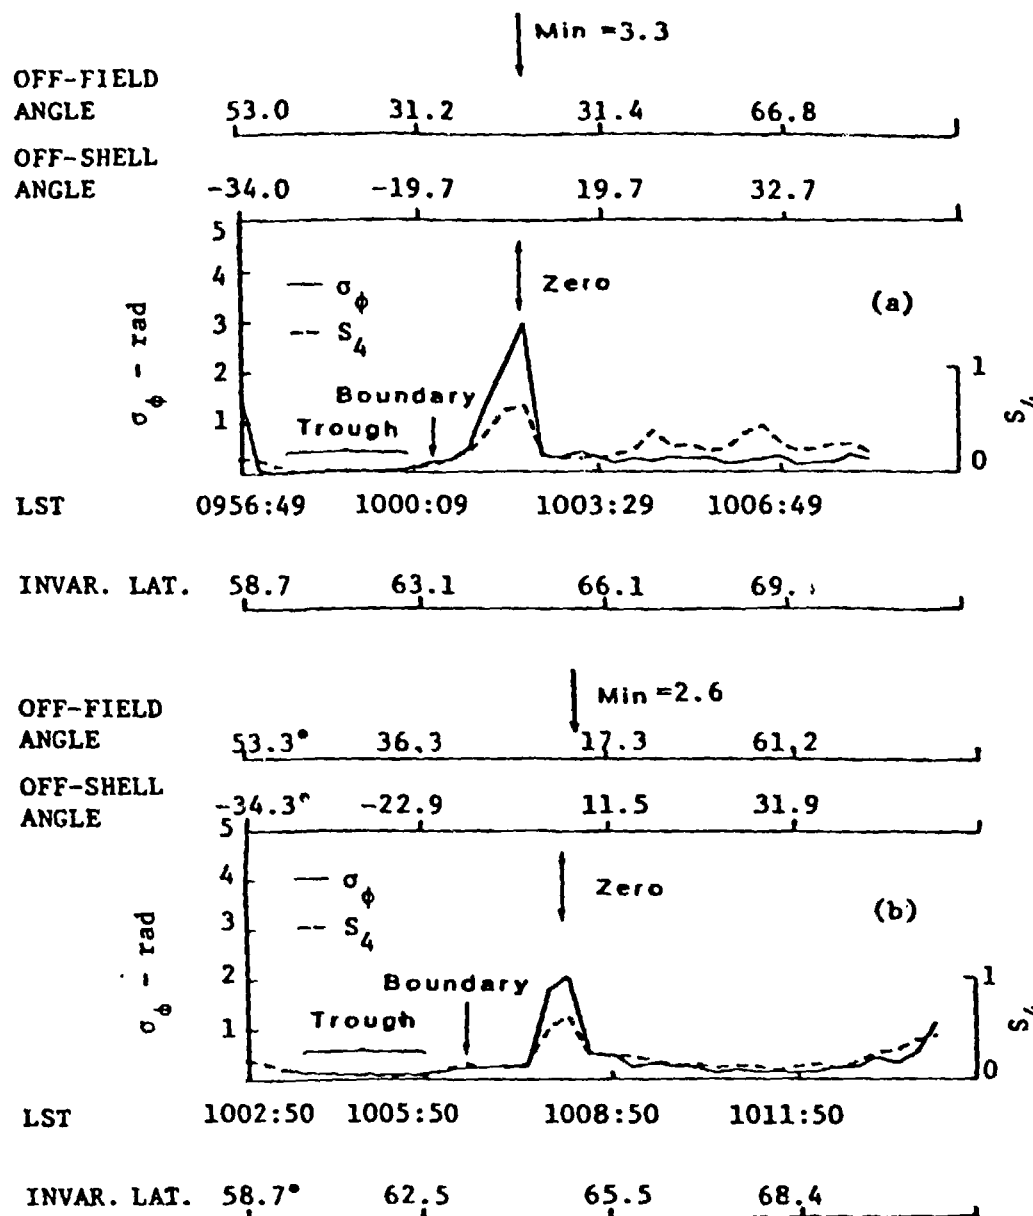 Min =3.3
OFF-FIELD
ANGLE 53.0 31.2 31.4 66.8
OFF-SHELL
ANGLE -34.0 -19.7 19.7 32.7
5
4
3
2
1
σϕ - rad
— σϕ
-- S4
Zero
(a)
Boundary
Trough
1
0
S4
LST 0956:49 1000:09 1003:29 1006:49
INVAR. LAT. 58.7 63.1 66.1 69.
Min =2.6
OFF-FIELD
ANGLE 53.3° 36.3 17.3 61.2
OFF-SHELL
ANGLE -34.3° -22.9 11.5 31.9
5
4
3
2
1
σϕ - rad
— σϕ
-- S4
Zero
(b)
Boundary
Trough
1
0
S4
LST 1002:50 1005:50 1008:50 1011:50
INVAR. LAT. 58.7° 62.5 65.5 68.4